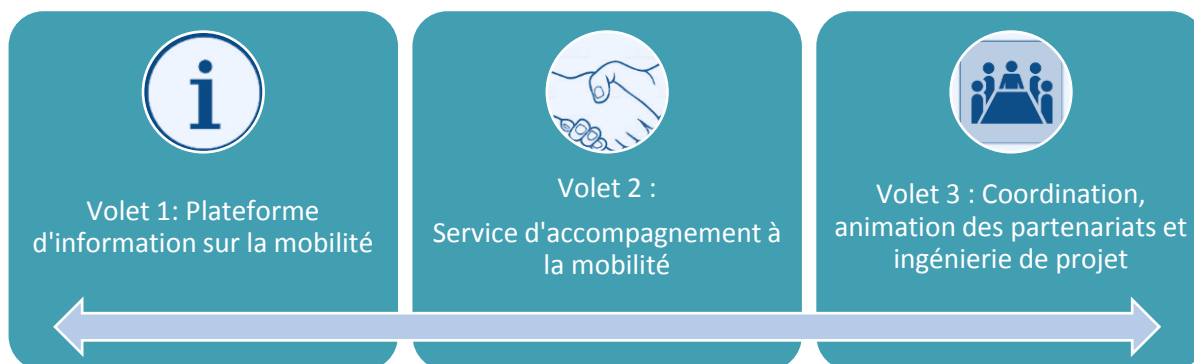 Volet 1: Plateforme
d'information sur la mobilité
Volet 2 :
Service d'accompagnement à
la mobilité
Volet 3 : Coordination,
animation des partenariats et
ingénierie de projet